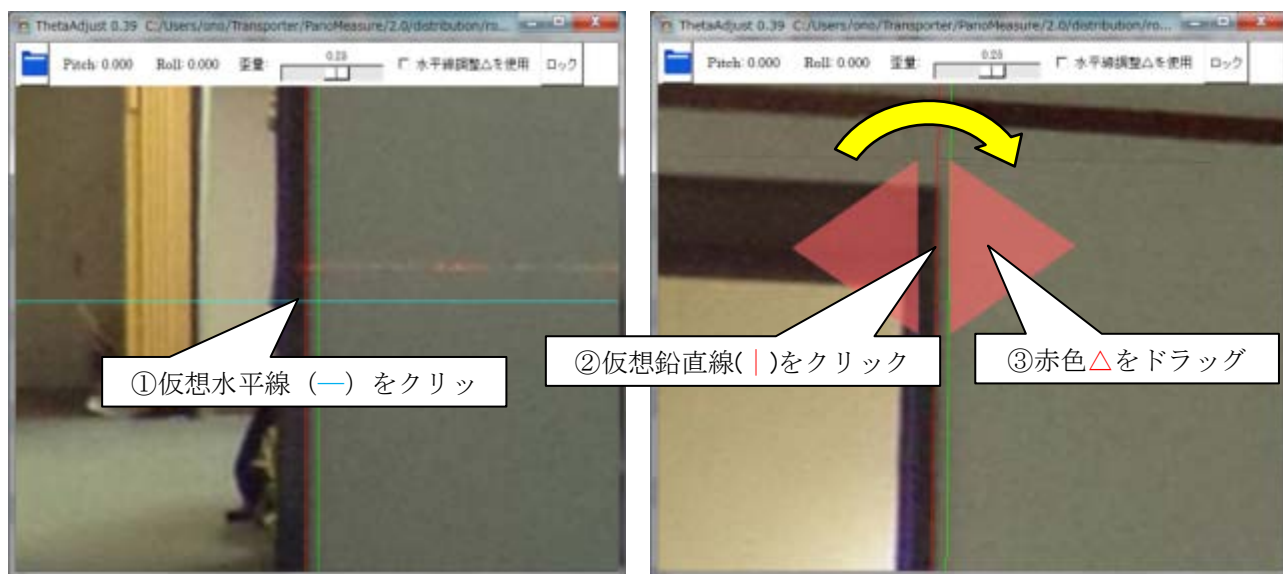 ThetaAdjust 0.39 C:/Users/ono/Transporter/PanoMeasure/2.0/distribution/ro...
Pitch: 0.000 Roll: 0.000 歪量: 0.25 水平線調整△を使用 ロック
①仮想水平線（―）をクリッ
ThetaAdjust 0.39 C:/Users/ono/Transporter/PanoMeasure/2.0/distribution/ro...
Pitch: 0.000 Roll: 0.000 歪量: 0.25 水平線調整△を使用 ロック
②仮想鉛直線(｜)をクリック
③赤色△をドラッグ